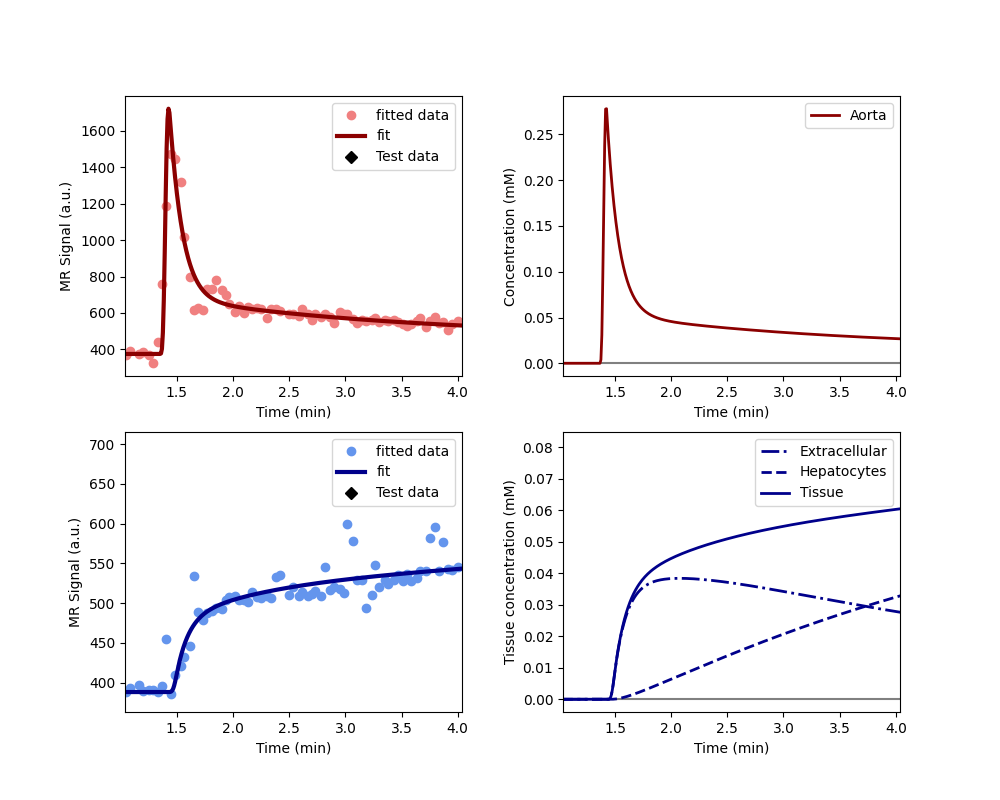 MR Signal (a.u.)
1600
1400
1200
1000
800
600
400
1.5 2.0 2.5 3.0 3.5 4.0
Time (min)
fitted data
fit
Test data
Concentration (mM)
0.25
0.20
0.15
0.10
0.05
0.00
1.5 2.0 2.5 3.0 3.5 4.0
Time (min)
Aorta
MR Signal (a.u.)
700
650
600
550
500
450
400
1.5 2.0 2.5 3.0 3.5 4.0
Time (min)
fitted data
fit
Test data
Tissue concentration (mM)
0.08
0.07
0.06
0.05
0.04
0.03
0.02
0.01
0.00
1.5 2.0 2.5 3.0 3.5 4.0
Time (min)
Extracellular
Hepatocytes
Tissue